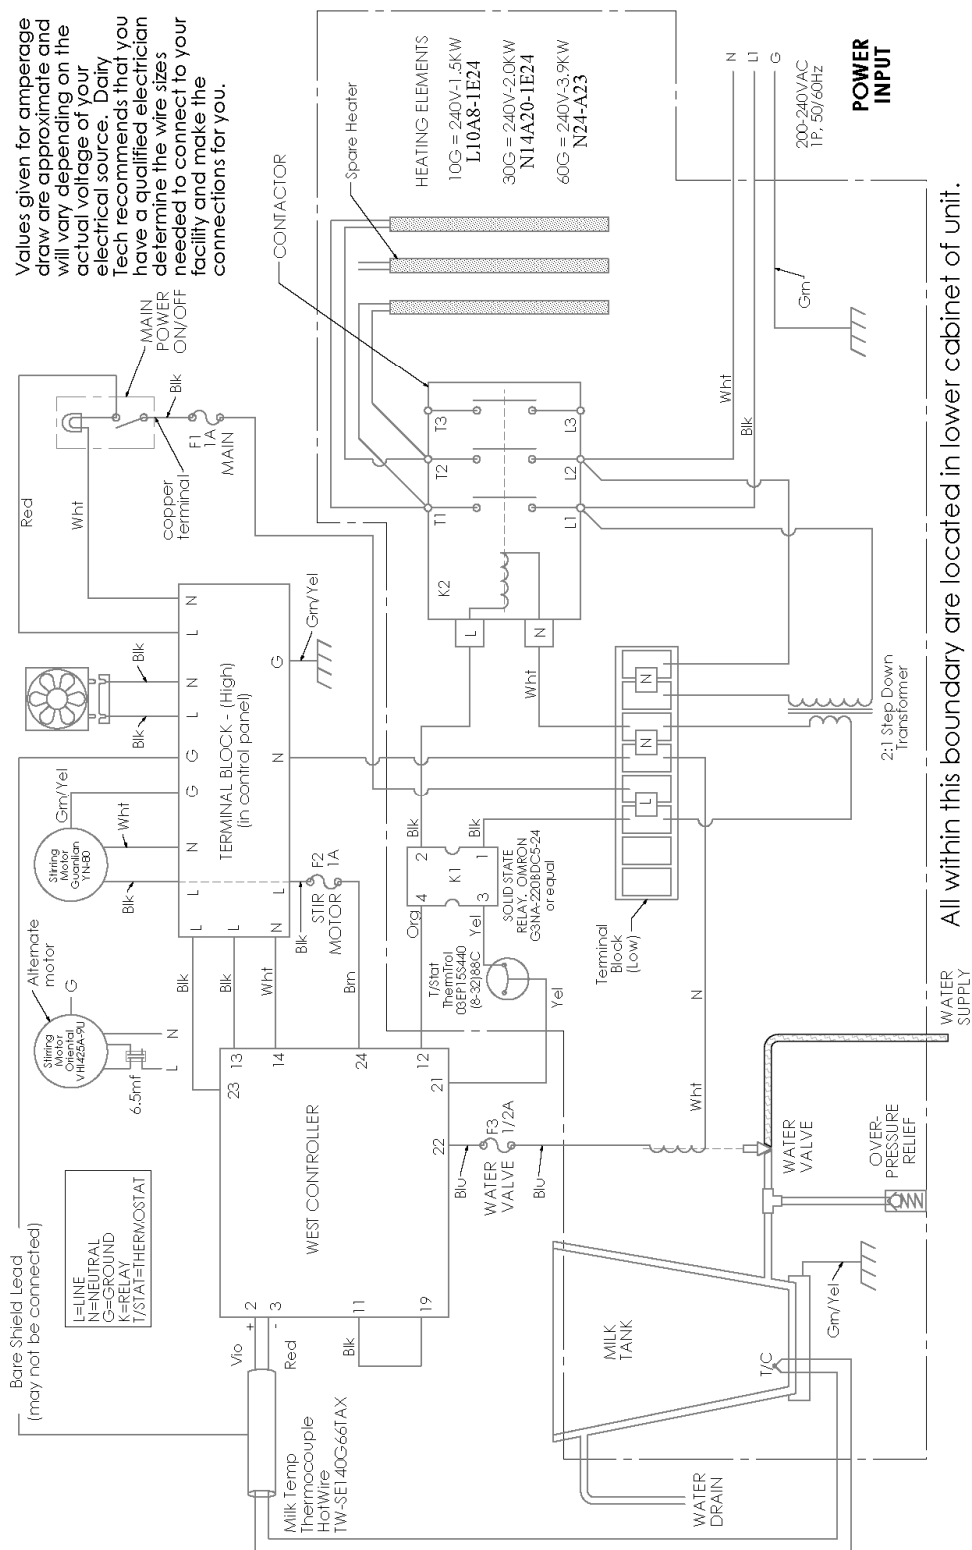 Values given for amperage
draw are approximate and
will vary depending on the
actual voltage of your
electrical source. Dairy
Tech recommends that you
have a qualified electrician
determine the wire sizes
needed to connect to your
facility and make the
connections for you.
MAIN
POWER
ON/OFF
Red
Wht
Blk
copper
terminal
F1
1A
MAIN
CONTACTOR
Spare Heater
HEATING ELEMENTS
10G = 240V-1.5KW
L10A8-1E24
30G = 240V-2.0KW
N14A20-1E24
60G = 240V-3.9KW
N24-A23
N
L1
G
200-240VAC
1P, 50/60Hz
POWER
INPUT
Wht
Blk
Grn
T3
T2
T1
L3
L2
L1
K2
L
N
Wht
Blk
Blk
Blk
L
N
L
N
G
G
N
L
L
L
N
L
N
G
Grn/Yel
TERMINAL BLOCK - (High)
(in control panel)
Stirring
Motor
Guanlian
YN-80
Grn/Yel
Wht
Blk
Alternate
motor
Stirring
Motor
Oriental
VHI425A-9U
G
N
L
6.5mf
Blk
Blk
Wht
Blk
F2
1A
STIR
MOTOR
Brn
Org
Blk
2
4
K1
1
3
Yel
SOLID STATE
RELAY. OMRON
G3NA-220BDC5-24
or equal
T/Stat
ThermTrol
03EP15S440
(8-32)88C
Yel
Terminal
Block
(Low)
L
N
N
2:1 Step Down
Transformer
N
Wht
23
13
14
24
12
21
22
WEST CONTROLLER
2
3
11
19
+
-
Vio
Red
Blk
Blu
F3
1/2A
WATER
VALVE
Blu
L=LINE
N=NEUTRAL
G=GROUND
K=RELAY
T/STAT=THERMOSTAT
Bare Shield Lead
(may not be connected)
Milk Temp
Thermocouple
HotWire
TW-SE140G66TAX
MILK
TANK
T/C
WATER
DRAIN
Grn/Yel
WATER
VALVE
OVER-
PRESSURE
RELIEF
WATER
SUPPLY
All within this boundary are located in lower cabinet of unit.